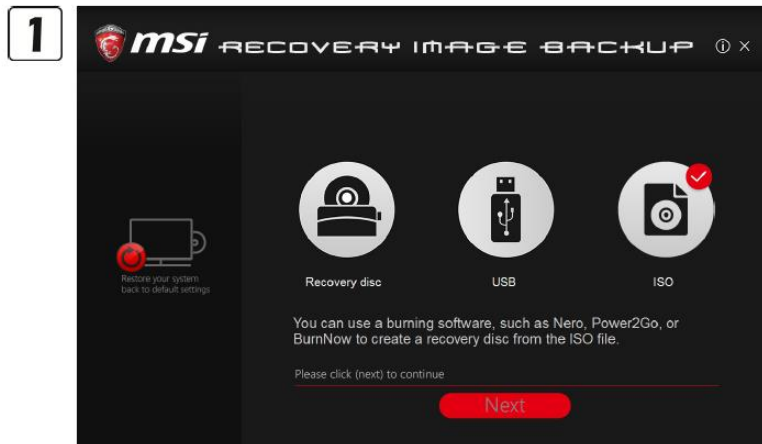 1
msi RECOVERY IMAGE BACKUP
Restore your system
back to default settings
Recovery disc
USB
ISO
You can use a burning software, such as Nero, Power2Go, or
BurnNow to create a recovery disc from the ISO file.
Please click (next) to continue
Next